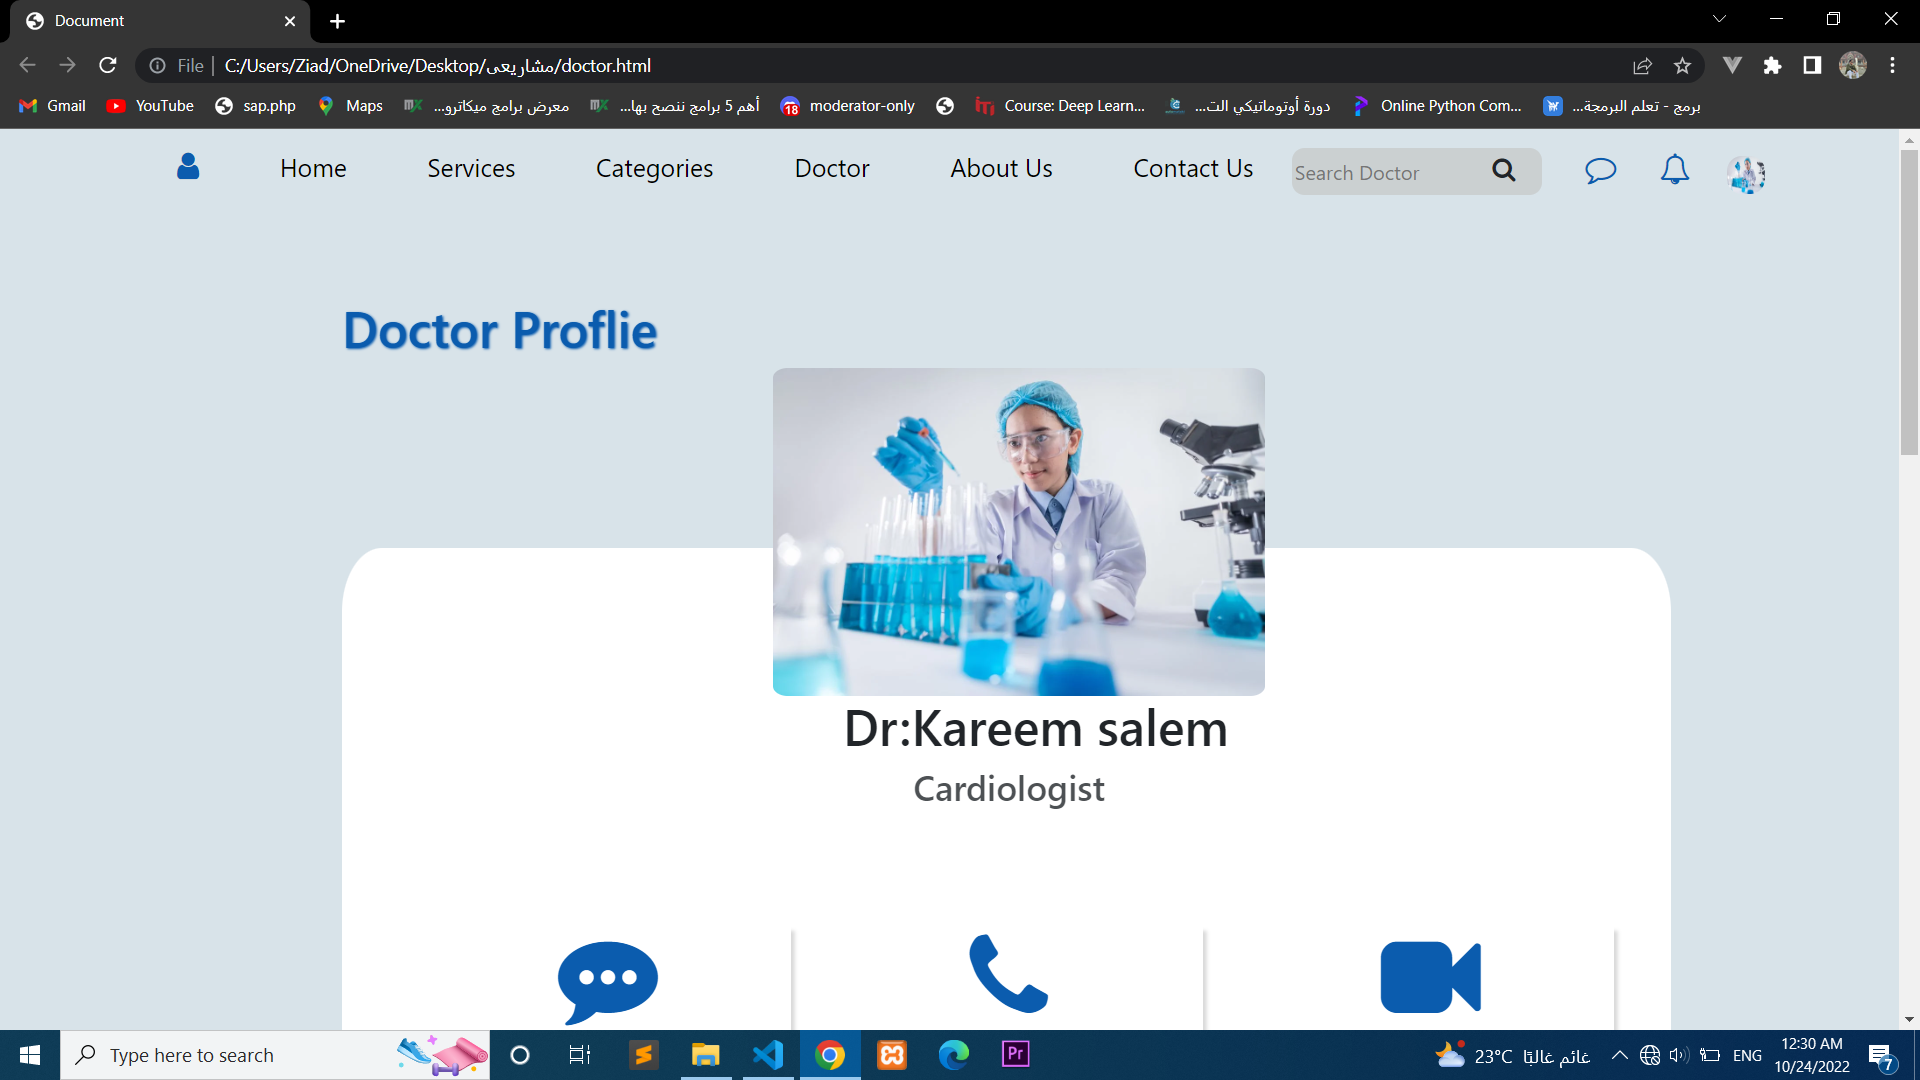 Document
File
C:/Users/Ziad/OneDrive/Desktop/مشاريعى/doctor.html
Gmail
YouTube
sap.php
Maps
معرض برامج ميكاترو...
أهم 5 برامج ننصح بها...
18
moderator-only
Course: Deep Learn...
دورة أوتوماتيكي الت...
Online Python Com...
برمج - تعلم البرمجة...
Home
Services
Categories
Doctor
About Us
Contact Us
Search Doctor
Doctor Proflie
Dr:Kareem salem
Cardiologist
Type here to search
Pr
23°C
غائم غالبًا
ENG
12:30 AM
10/24/2022
7